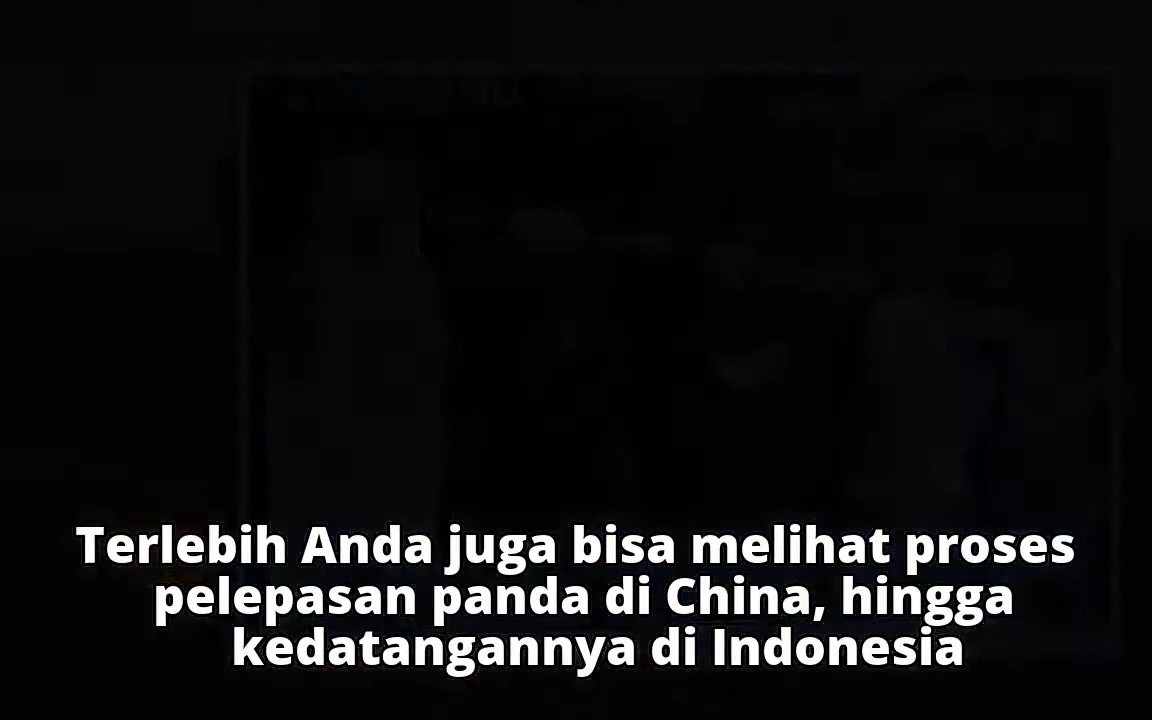 Terlebih Anda juga bisa melihat proses
pelepasan panda di China, hingga
kedatangannya di Indonesia